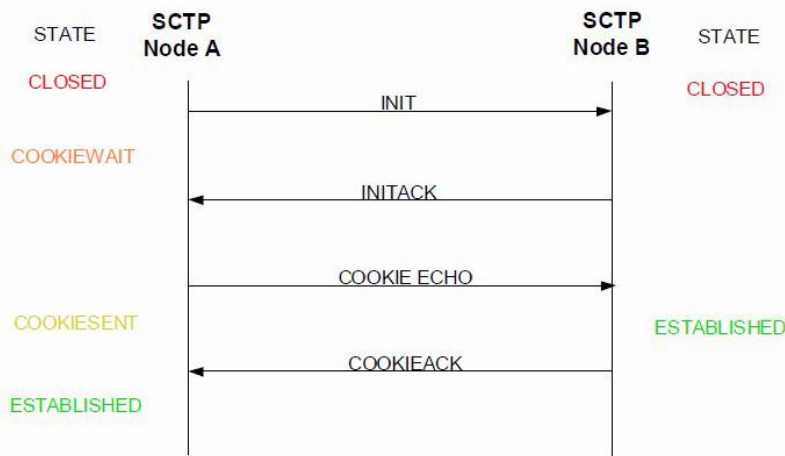 STATE
SCTP
Node A
SCTP
Node B
STATE
CLOSED
CLOSED
INIT
COOKIEWAIT
INITACK
COOKIE ECHO
COOKIESENT
ESTABLISHED
COOKIEACK
ESTABLISHED